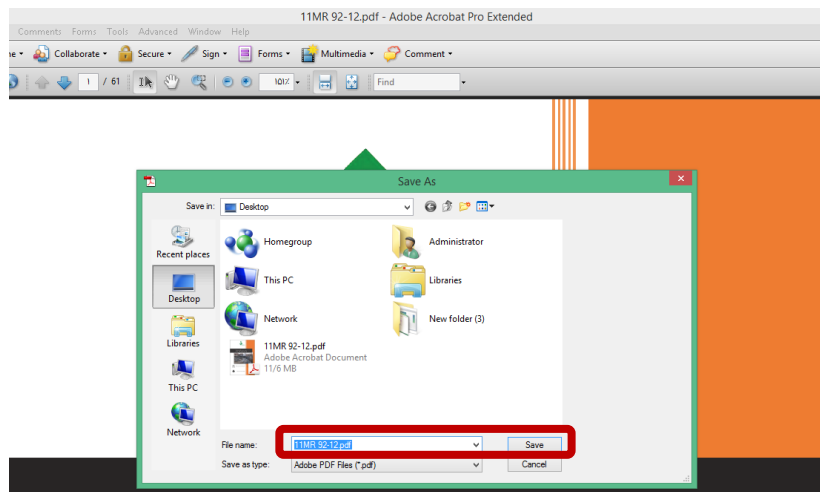 11MR 92-12.pdf - Adobe Acrobat Pro Extended
Comments Forms Tools Advanced Window Help
Collaborate Secure Sign Forms Multimedia Comment
1 / 61 101% Find
Save As
Save in: Desktop
Recent places
Desktop
Libraries
This PC
Network
Homegroup
Administrator
This PC
Libraries
Network
New folder (3)
11MR 92-12.pdf
Adobe Acrobat Document
11/6 MB
File name: 11MR 92-12.pdf Save
Save as type: Adobe PDF Files (*.pdf) Cancel